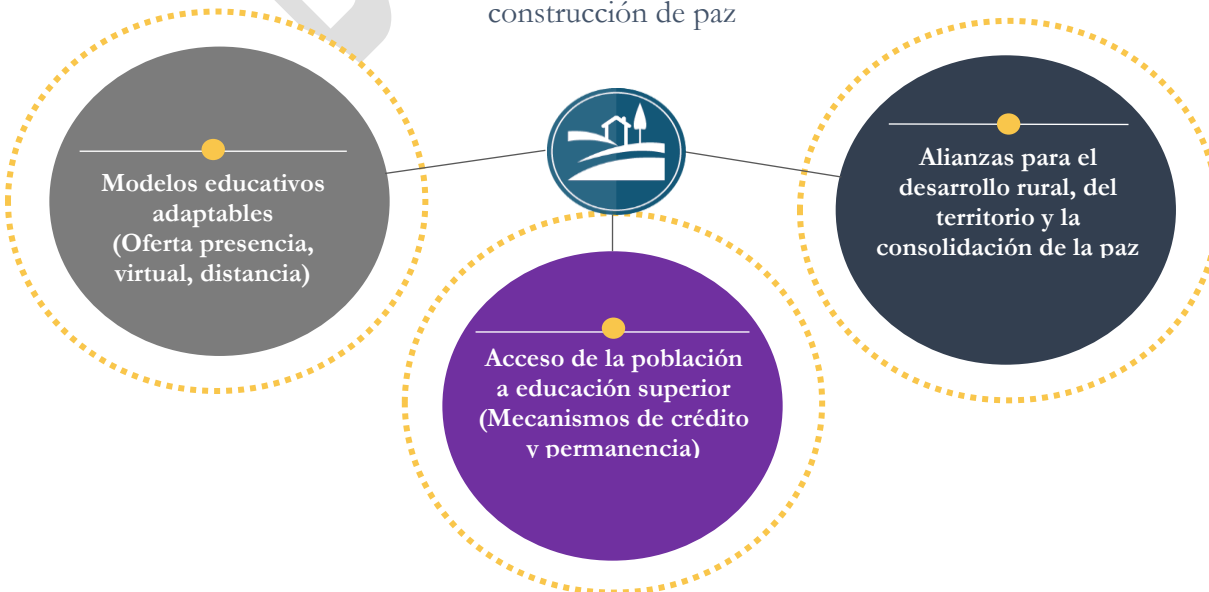 construcción de paz
Modelos educativos
adaptables
(Oferta presencia,
virtual, distancia)
Acceso de la población
a educación superior
(Mecanismos de crédito
y permanencia)
Alianzas para el
desarrollo rural, del
territorio y la
consolidación de la paz